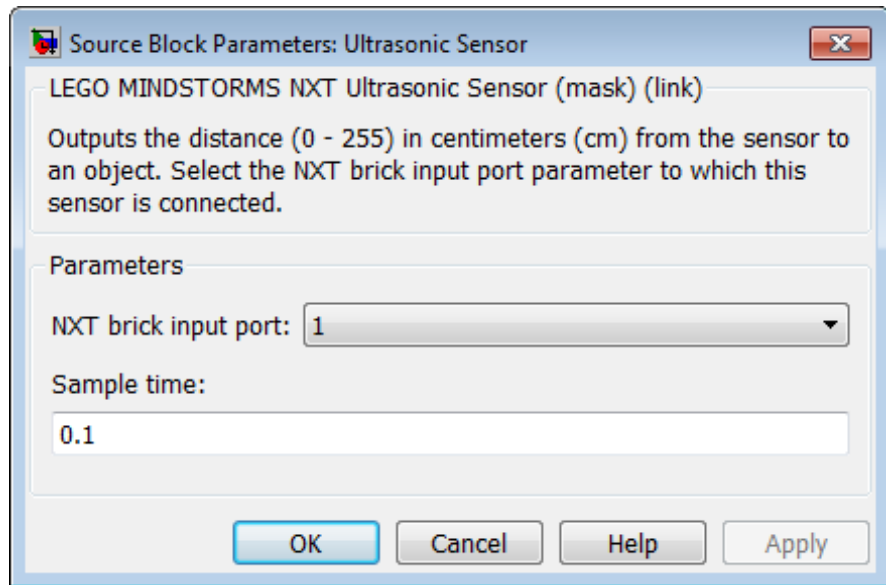 Source Block Parameters: Ultrasonic Sensor
LEGO MINDSTORMS NXT Ultrasonic Sensor (mask) (link)
Outputs the distance (0 - 255) in centimeters (cm) from the sensor to
an object. Select the NXT brick input port parameter to which this
sensor is connected.
Parameters
NXT brick input port: 1
Sample time:
0.1
OK Cancel Help Apply